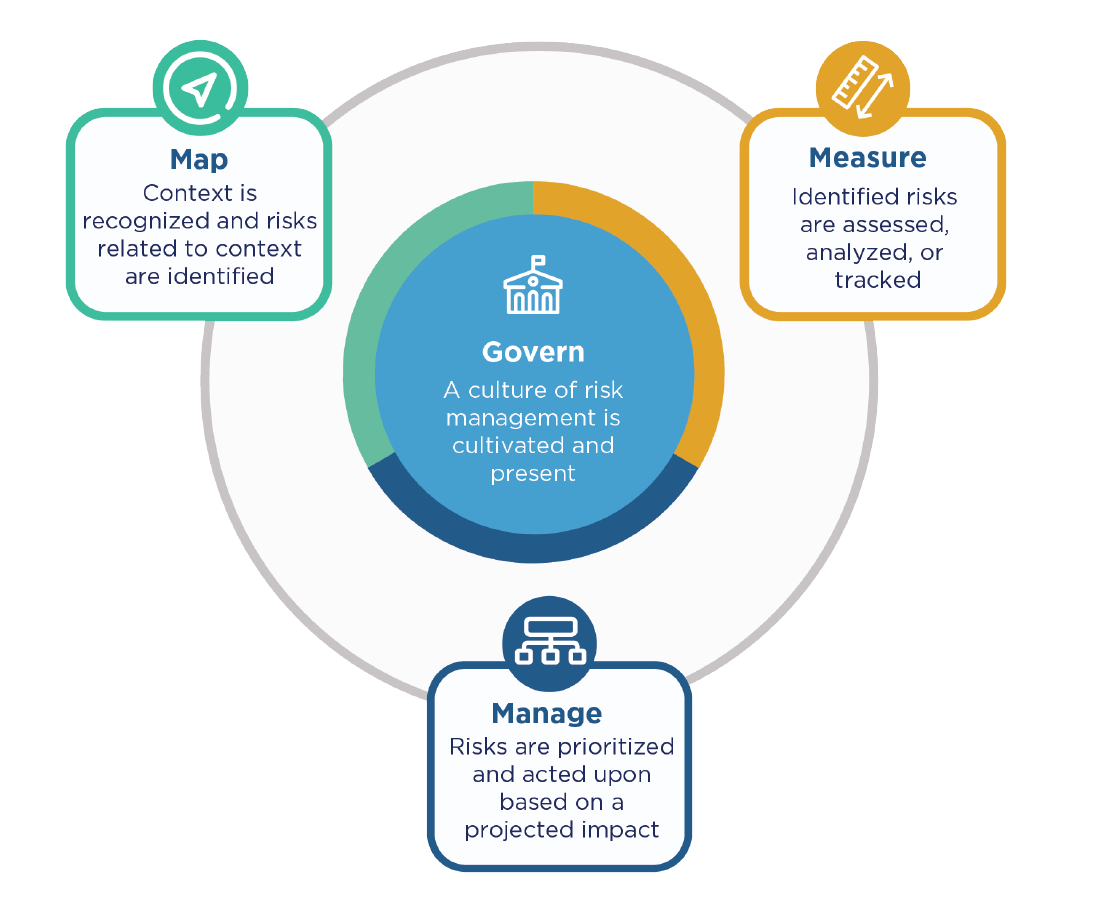 Map
Context is
recognized and risks
related to context
are identified
Measure
Identified risks
are assessed,
analyzed, or
tracked
Govern
A culture of risk
management is
cultivated and
present
Manage
Risks are prioritized
and acted upon
based on a
projected impact